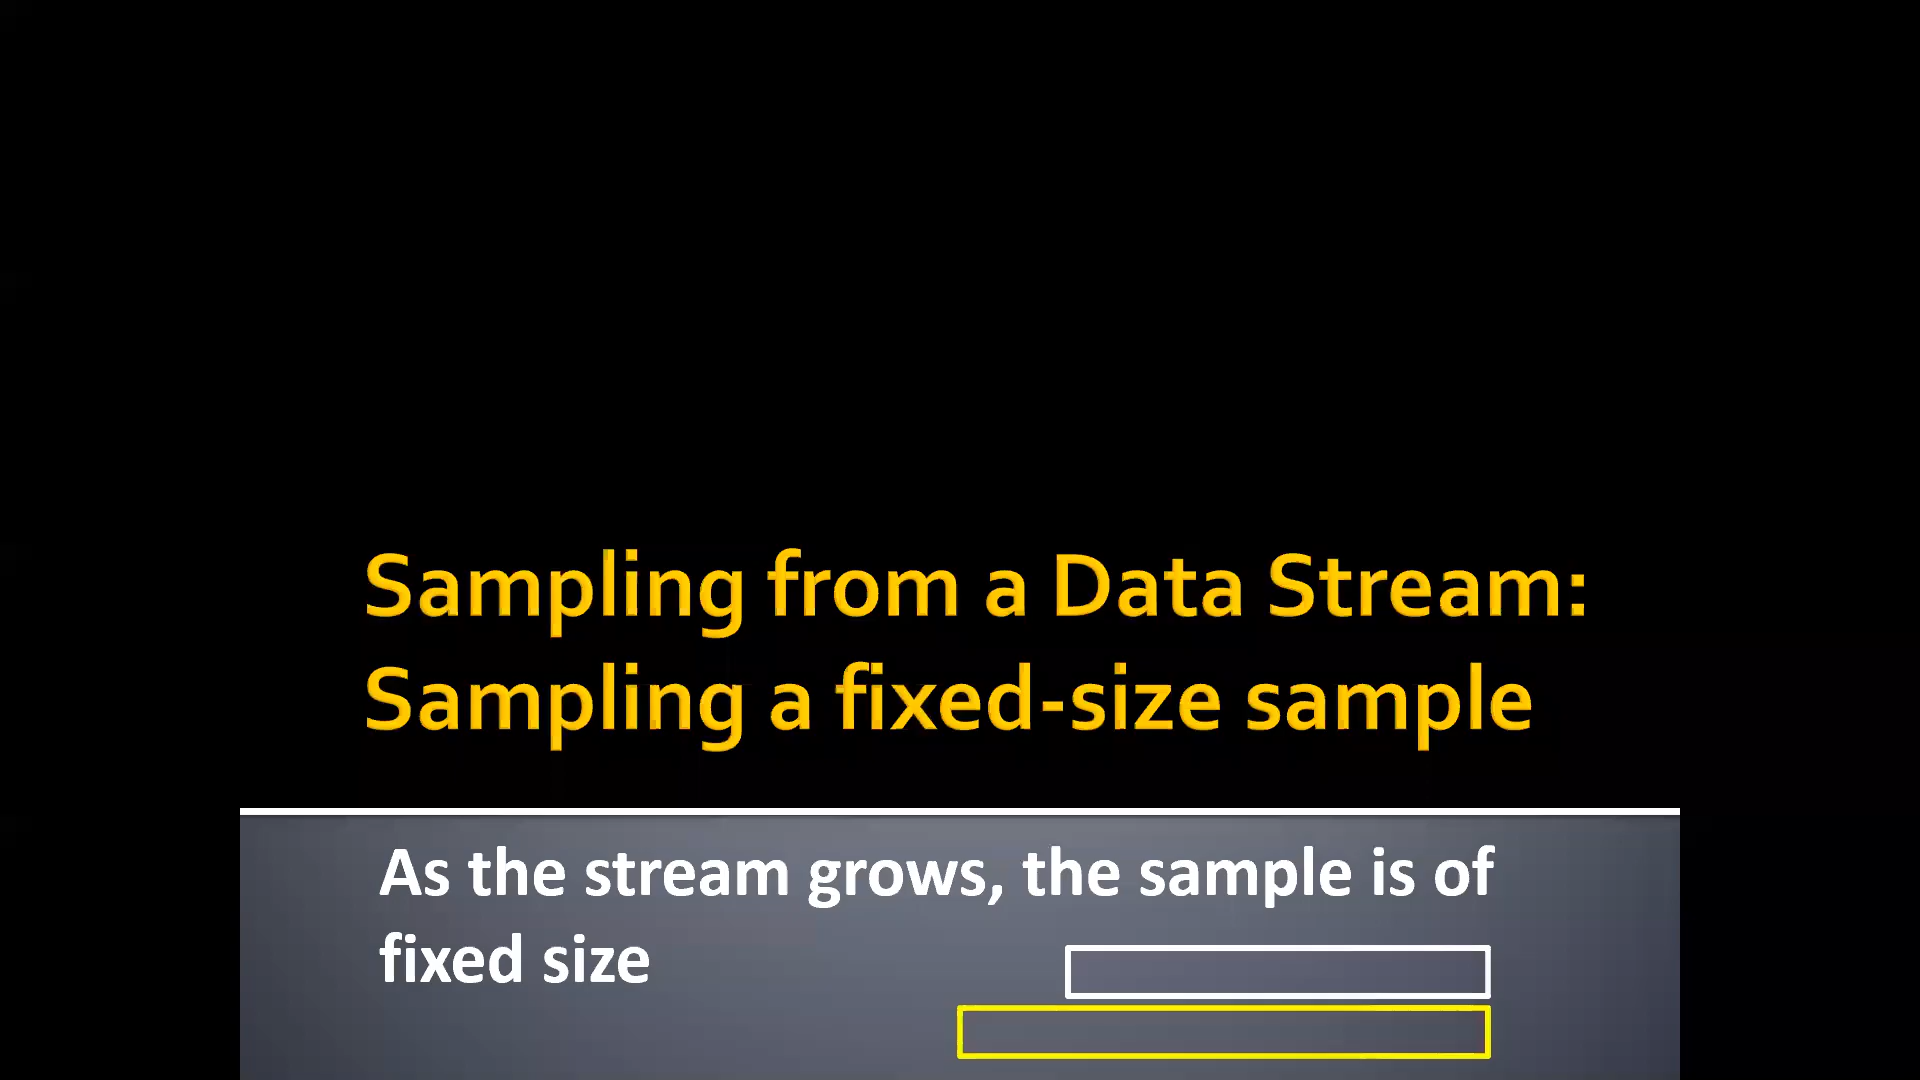 Sampling from a Data Stream:
Sampling a fixed-size sample
As the stream grows, the sample is of
fixed size